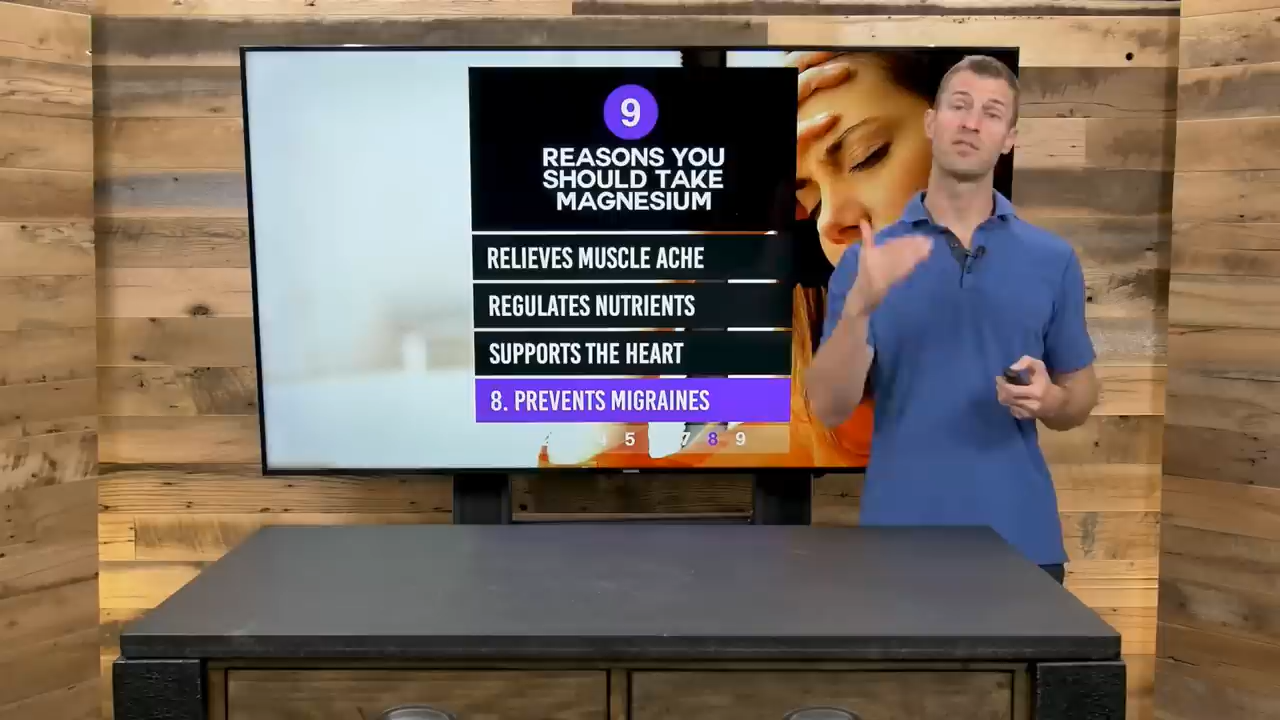 9
REASONS YOU
SHOULD TAKE
MAGNESIUM
RELIEVES MUSCLE ACHE
REGULATES NUTRIENTS
SUPPORTS THE HEART
8. PREVENTS MIGRAINES
4 5 7 8 9